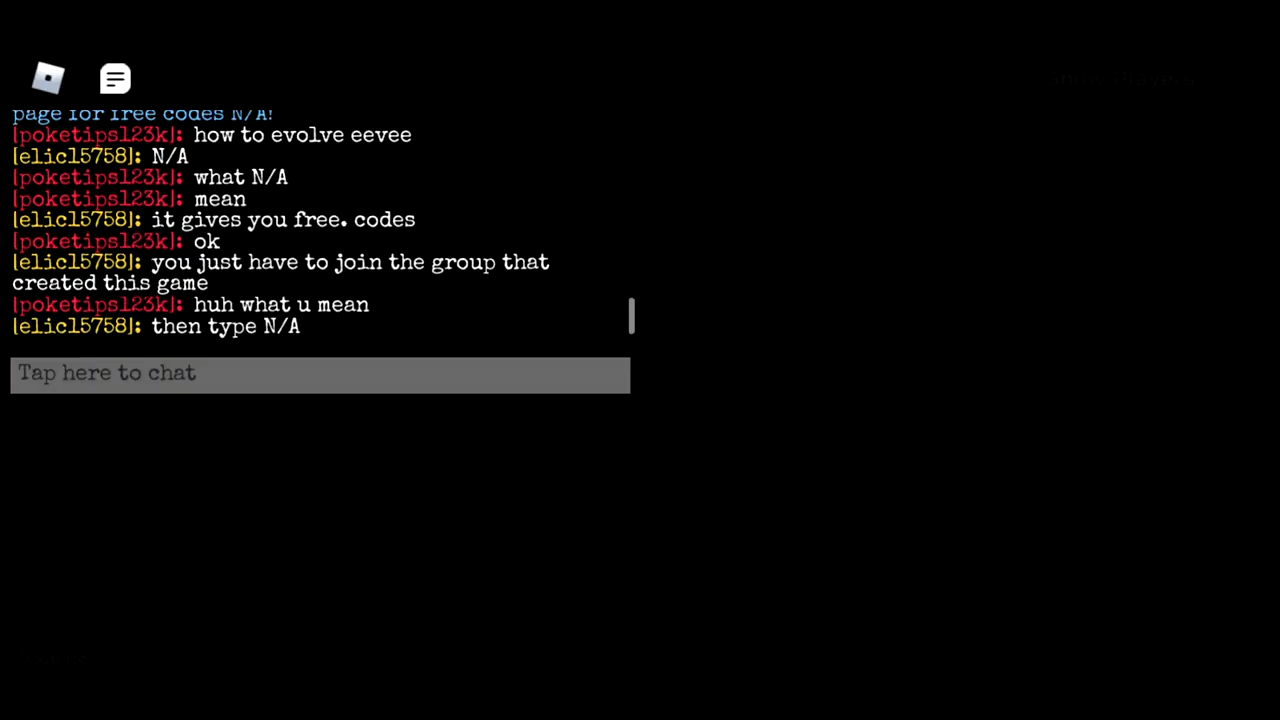 page for free codes N/A!
[poketips123k]: how to evolve eevee
[elic15758]: N/A
[poketips123k]: what N/A
[poketips123k]: mean
[elic15758]: it gives you free. codes
[poketips123k]: ok
[elic15758]: you just have to join the group that
created this game
[poketips123k]: huh what u mean
[elic15758]: then type N/A
Tap here to chat